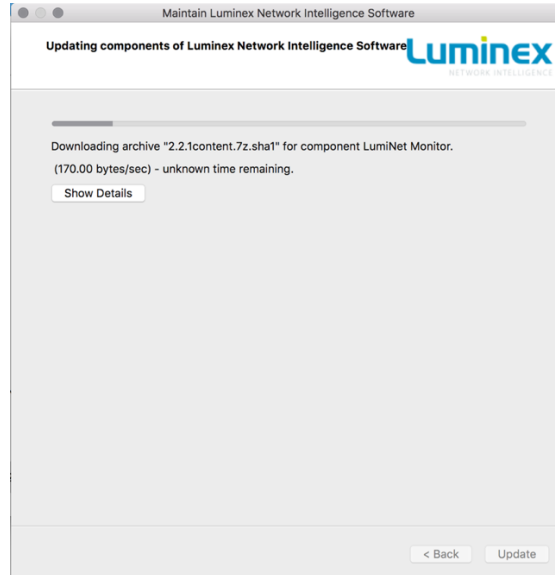 Maintain Luminex Network Intelligence Software
Updating components of Luminex Network Intelligence Software
Luminex
NETWORK INTELLIGENCE
Downloading archive "2.2.1content.7z.sha1" for component LumiNet Monitor.
(170.00 bytes/sec) - unknown time remaining.
Show Details
< Back
Update